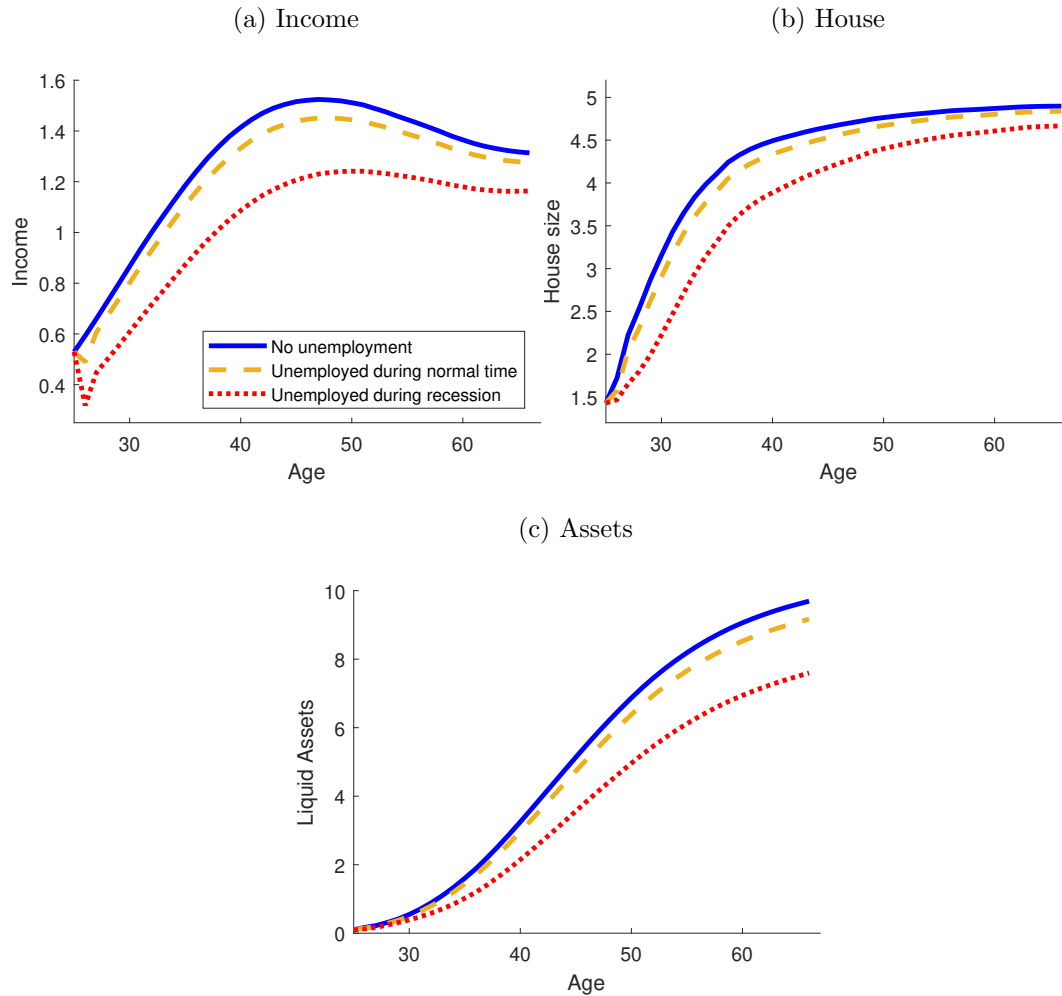 (a) Income
(b) House
1.6
1.4
1.2
1
0.8
0.6
0.4
Income
30
40
50
60
Age
No unemployment
Unemployed during normal time
Unemployed during recession
5
4.5
4
3.5
3
2.5
2
1.5
House size
30
40
50
60
Age
(c) Assets
10
8
6
4
2
0
Liquid Assets
30
40
50
60
Age